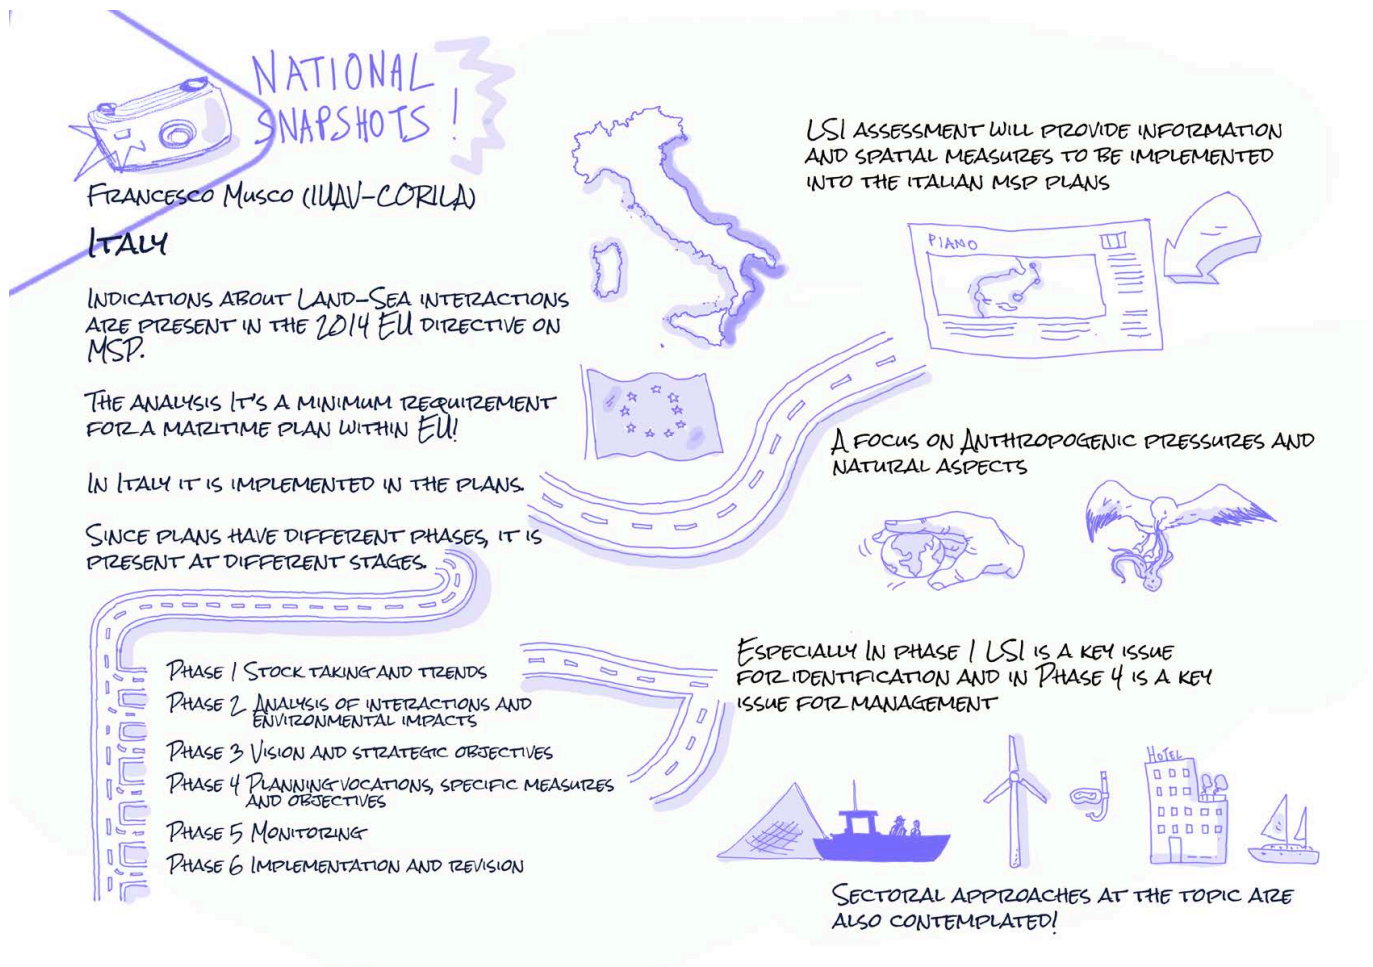 NATIONAL
SNAPSHOTS!
FRANCESCO MUSCO (IUAV-CORILA)
ITALY
INDICATIONS ABOUT LAND-SEA INTERACTIONS
ARE PRESENT IN THE 2014 EU DIRECTIVE ON
MSP.
THE ANALYSIS IT'S A MINIMUM REQUIREMENT
FOR A MARITIME PLAN WITHIN EU!
IN ITALY IT IS IMPLEMENTED IN THE PLANS.
SINCE PLANS HAVE DIFFERENT PHASES, IT IS
PRESENT AT DIFFERENT STAGES.
PHASE 1 STOCK TAKING AND TRENDS
PHASE 2 ANALYSIS OF INTERACTIONS AND
ENVIRONMENTAL IMPACTS
PHASE 3 VISION AND STRATEGIC OBJECTIVES
PHASE 4 PLANNING VOCATIONS, SPECIFIC MEASURES
AND OBJECTIVES
PHASE 5 MONITORING
PHASE 6 IMPLEMENTATION AND REVISION
LSI ASSESSMENT WILL PROVIDE INFORMATION
AND SPATIAL MEASURES TO BE IMPLEMENTED
INTO THE ITALIAN MSP PLANS
PIANO
A FOCUS ON ANTHROPOGENIC PRESSURES AND
NATURAL ASPECTS
ESPECIALLY IN PHASE 1 LSI IS A KEY ISSUE
FOR IDENTIFICATION AND IN PHASE 4 IS A KEY
ISSUE FOR MANAGEMENT
HOTEL
SECTORAL APPROACHES AT THE TOPIC ARE
ALSO CONTEMPLATED!